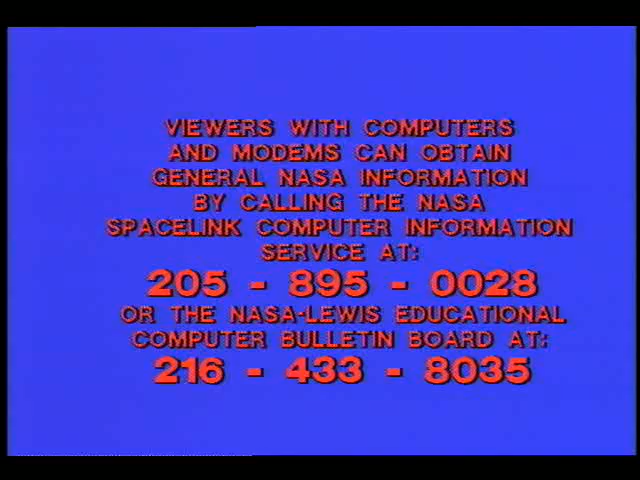 VIEWERS WITH COMPUTERS
AND MODEMS CAN OBTAIN
GENERAL NASA INFORMATION
BY CALLING THE NASA
SPACELINK COMPUTER INFORMATION
SERVICE AT:
205 - 895 - 0028
OR THE NASA-LEWIS EDUCATIONAL
COMPUTER BULLETIN BOARD AT:
216 - 433 - 8035